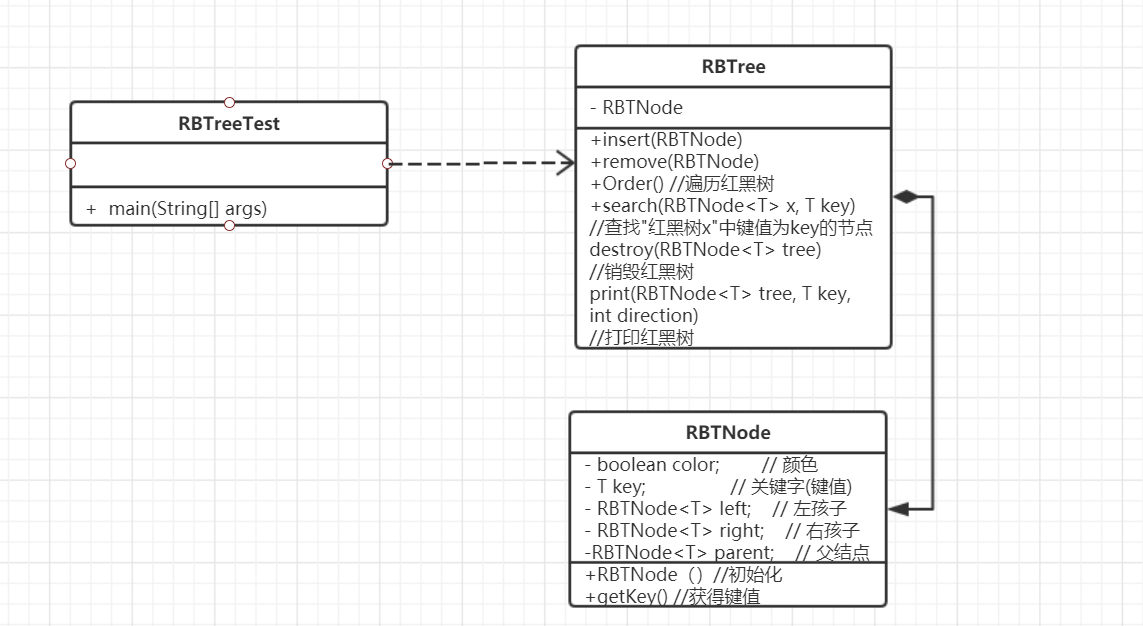 RBTreeTest
+ main(String[] args)
RBTree
- RBTNode
+insert(RBTNode)
+remove(RBTNode)
+Order() //遍历红黑树
+search(RBTNode<T> x, T key)
//查找"红黑树x"中键值为key的节点
destroy(RBTNode<T> tree)
//销毁红黑树
print(RBTNode<T> tree, T key,
int direction)
//打印红黑树
RBTNode
- boolean color; // 颜色
- T key; // 关键字(键值)
- RBTNode<T> left; // 左孩子
- RBTNode<T> right; // 右孩子
-RBTNode<T> parent; // 父结点
+RBTNode（）//初始化
+getKey() //获得键值